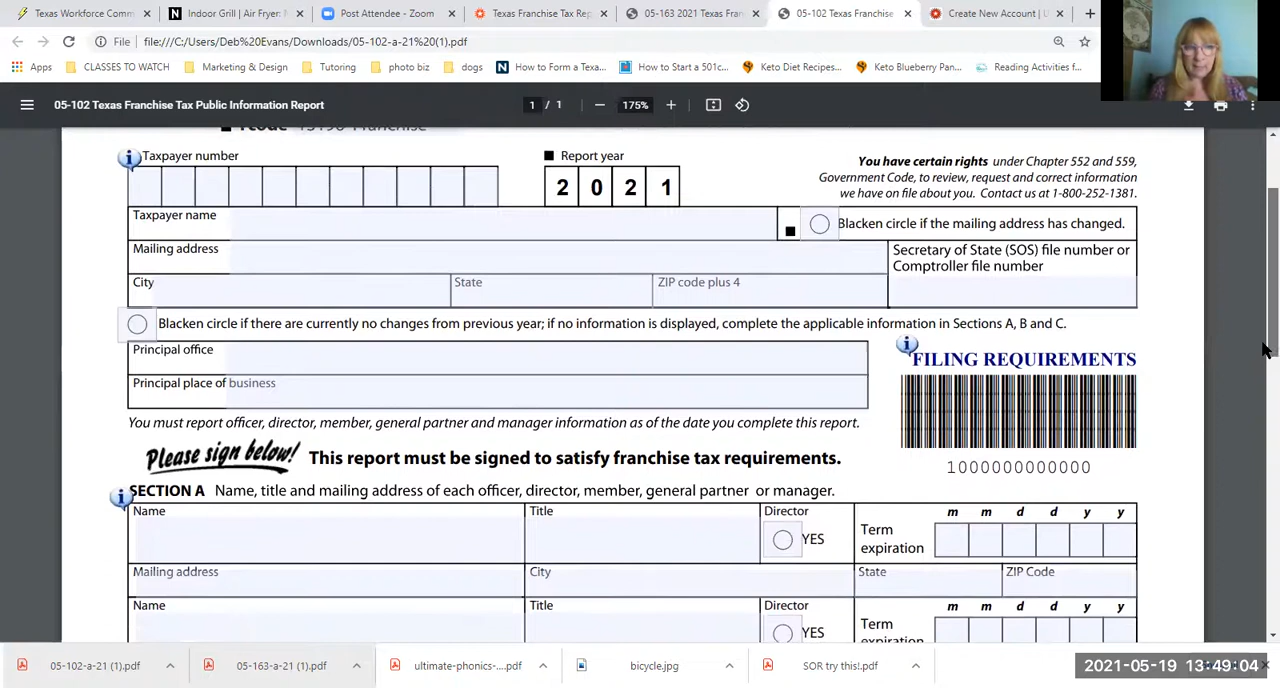 Texas Workforce Comm
Indoor Grill | Air Fryer:
Post Attendee - Zoom
Texas Franchise Tax Rep
05-163 2021 Texas Fran
05-102 Texas Franchise
Create New Account | U
File
file:///C:/Users/Deb%20Evans/Downloads/05-102-a-21%20(1).pdf
Apps
CLASSES TO WATCH
Marketing & Design
Tutoring
photo biz
dogs
How to Form a Texa...
How to Start a 501c...
Keto Diet Recipes...
Keto Blueberry Pan...
Reading Activities f...
05-102 Texas Franchise Tax Public Information Report
1 / 1
175%
Tcode 13196 Franchise
Taxpayer number
Report year
2 0 2 1
You have certain rights under Chapter 552 and 559,
Government Code, to review, request and correct information
we have on file about you. Contact us at 1-800-252-1381.
Taxpayer name
Blacken circle if the mailing address has changed.
Mailing address
Secretary of State (SOS) file number or
Comptroller file number
City
State
ZIP code plus 4
Blacken circle if there are currently no changes from previous year; if no information is displayed, complete the applicable information in Sections A, B and C.
Principal office
FILING REQUIREMENTS
Principal place of business
You must report officer, director, member, general partner and manager information as of the date you complete this report.
Please sign below!
This report must be signed to satisfy franchise tax requirements.
1000000000000
SECTION A Name, title and mailing address of each officer, director, member, general partner or manager.
Name
Title
Director
m m d d y y
YES
Term
expiration
Mailing address
City
State
ZIP Code
Name
Title
Director
m m d d y y
YES
Term
expiration
05-102-a-21 (1).pdf
05-163-a-21 (1).pdf
ultimate-phonics-....pdf
bicycle.jpg
SOR try this!.pdf
2021-05-19 13:49:04